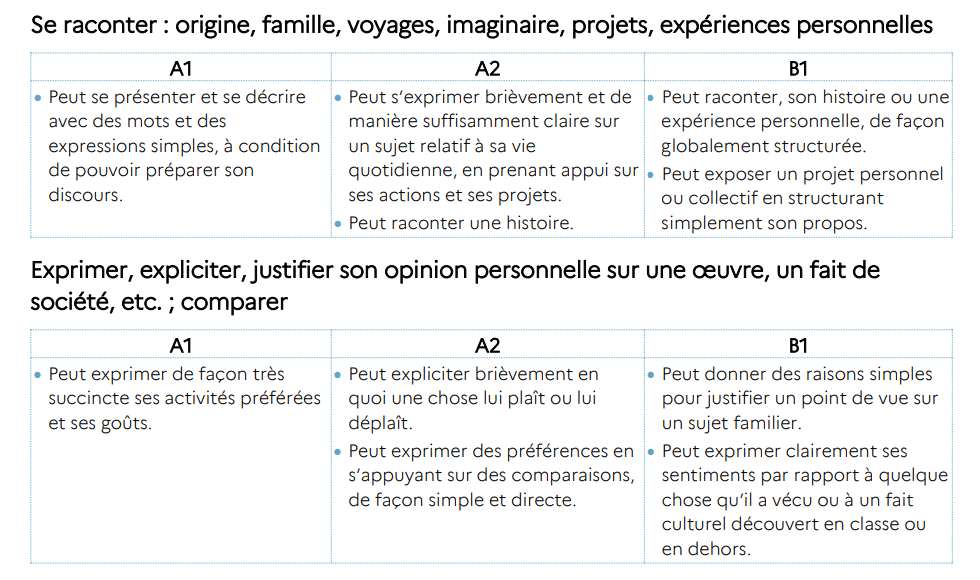 Se raconter : origine, famille, voyages, imaginaire, projets, expériences personnelles
A1
• Peut se présenter et se décrire
avec des mots et des
expressions simples, à condition
de pouvoir préparer son
discours.
A2
• Peut s’exprimer brièvement et de
manière suffisamment claire sur
un sujet relatif à sa vie
quotidienne, en prenant appui sur
ses actions et ses projets.
• Peut raconter une histoire.
B1
• Peut raconter, son histoire ou une
expérience personnelle, de façon
globalement structurée.
• Peut exposer un projet personnel
ou collectif en structurant
simplement son propos.
Exprimer, expliciter, justifier son opinion personnelle sur une œuvre, un fait de
société, etc. ; comparer
A1
• Peut exprimer de façon très
succincte ses activités préférées
et ses goûts.
A2
• Peut expliciter brièvement en
quoi une chose lui plaît ou lui
déplaît.
• Peut exprimer des préférences en
s’appuyant sur des comparaisons,
de façon simple et directe.
B1
• Peut donner des raisons simples
pour justifier un point de vue sur
un sujet familier.
• Peut exprimer clairement ses
sentiments par rapport à quelque
chose qu’il a vécu ou à un fait
culturel découvert en classe ou
en dehors.